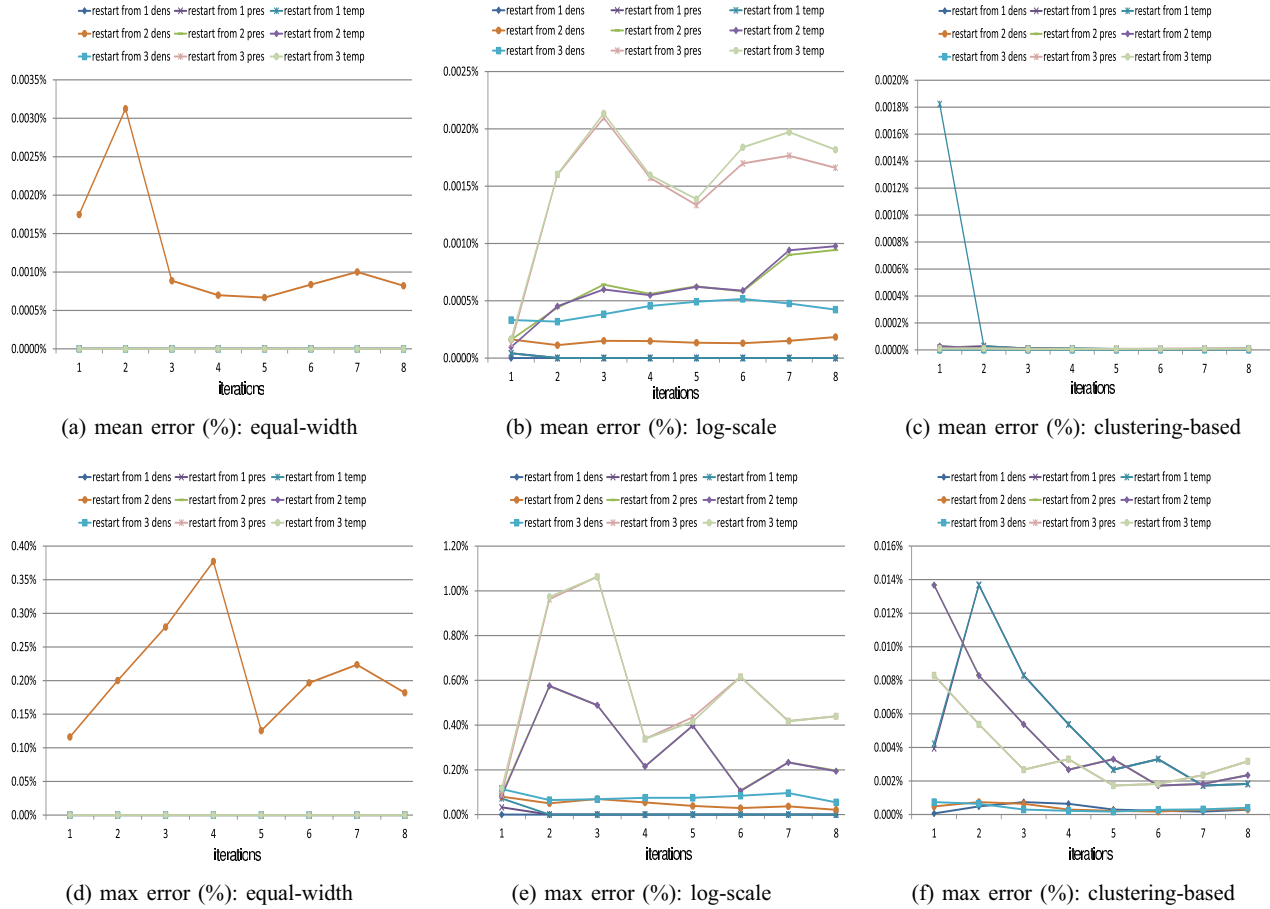 restart from 1 dens restart from 1 pres restart from 1 temp
restart from 2 dens restart from 2 pres restart from 2 temp
restart from 3 dens restart from 3 pres restart from 3 temp
0.0035%
0.0030%
0.0025%
0.0020%
0.0015%
0.0010%
0.0005%
0.0000%
1 2 3 4 5 6 7 8
iterations
(a) mean error (%): equal-width
restart from 1 dens restart from 1 pres restart from 1 temp
restart from 2 dens restart from 2 pres restart from 2 temp
restart from 3 dens restart from 3 pres restart from 3 temp
0.0025%
0.0020%
0.0015%
0.0010%
0.0005%
0.0000%
1 2 3 4 5 6 7 8
iterations
(b) mean error (%): log-scale
restart from 1 dens restart from 1 pres restart from 1 temp
restart from 2 dens restart from 2 pres restart from 2 temp
restart from 3 dens restart from 3 pres restart from 3 temp
0.0020%
0.0018%
0.0016%
0.0014%
0.0012%
0.0010%
0.0008%
0.0006%
0.0004%
0.0002%
0.0000%
1 2 3 4 5 6 7 8
iterations
(c) mean error (%): clustering-based
restart from 1 dens restart from 1 pres restart from 1 temp
restart from 2 dens restart from 2 pres restart from 2 temp
restart from 3 dens restart from 3 pres restart from 3 temp
0.40%
0.35%
0.30%
0.25%
0.20%
0.15%
0.10%
0.05%
0.00%
1 2 3 4 5 6 7 8
iterations
(d) max error (%): equal-width
restart from 1 dens restart from 1 pres restart from 1 temp
restart from 2 dens restart from 2 pres restart from 2 temp
restart from 3 dens restart from 3 pres restart from 3 temp
1.20%
1.00%
0.80%
0.60%
0.40%
0.20%
0.00%
1 2 3 4 5 6 7 8
iterations
(e) max error (%): log-scale
restart from 1 dens restart from 1 pres restart from 1 temp
restart from 2 dens restart from 2 pres restart from 2 temp
restart from 3 dens restart from 3 pres restart from 3 temp
0.016%
0.014%
0.012%
0.010%
0.008%
0.006%
0.004%
0.002%
0.000%
1 2 3 4 5 6 7 8
iterations
(f) max error (%): clustering-based